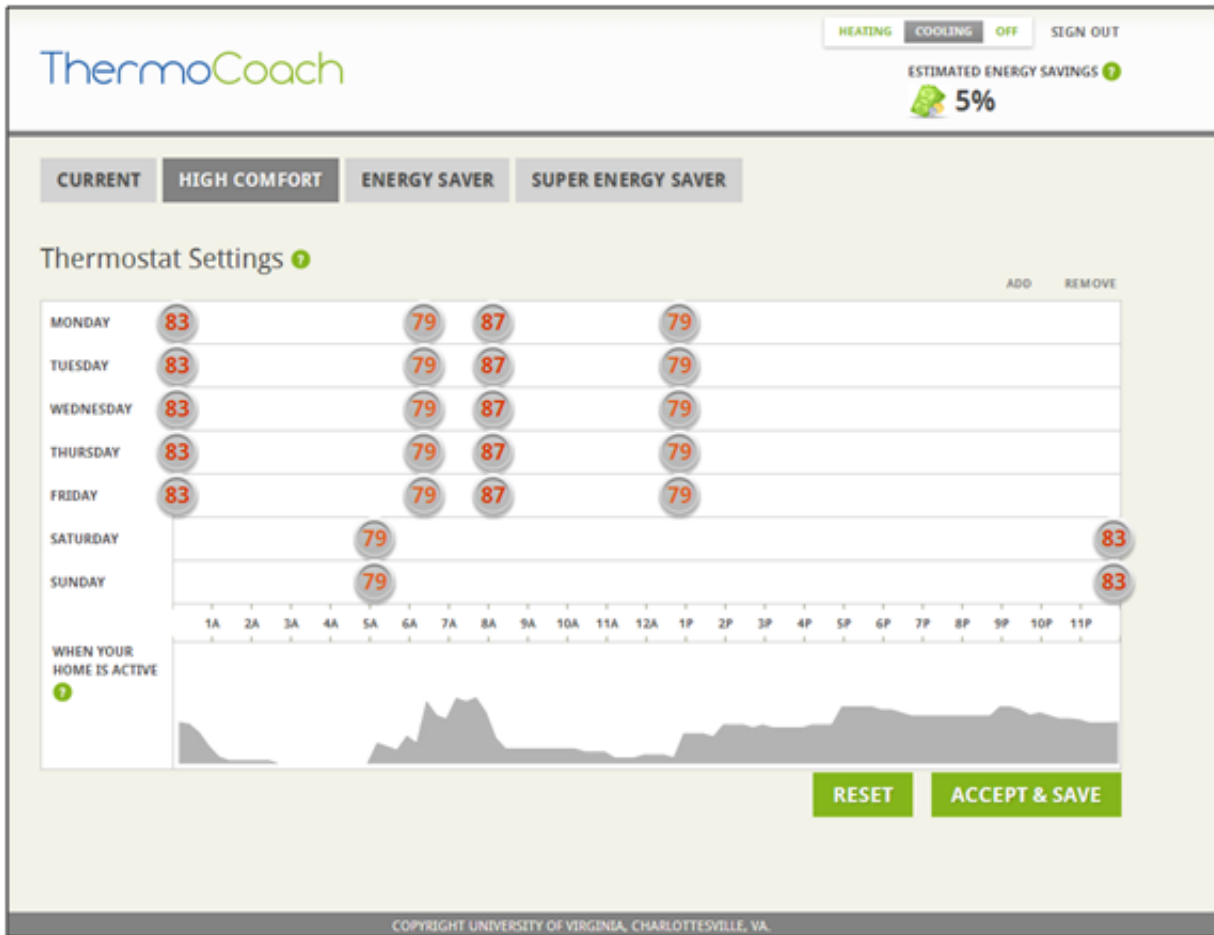 HEATING COOLING OFF SIGN OUT
ThermoCoach
ESTIMATED ENERGY SAVINGS ?
5%
CURRENT HIGH COMFORT ENERGY SAVER SUPER ENERGY SAVER
Thermostat Settings ?
ADD REMOVE
MONDAY 83 79 87 79
TUESDAY 83 79 87 79
WEDNESDAY 83 79 87 79
THURSDAY 83 79 87 79
FRIDAY 83 79 87 79
SATURDAY 79 83
SUNDAY 79 83
1A 2A 3A 4A 5A 6A 7A 8A 9A 10A 11A 12A 1P 2P 3P 4P 5P 6P 7P 8P 9P 10P 11P
WHEN YOUR
HOME IS ACTIVE
?
RESET ACCEPT & SAVE
COPYRIGHT UNIVERSITY OF VIRGINIA, CHARLOTTESVILLE, VA.